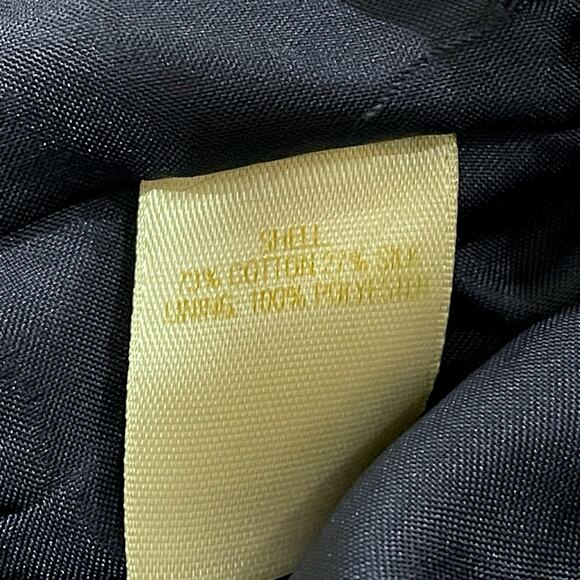 SHELL
73% COTTON 27% SILK
LINING 100% POLYESTER